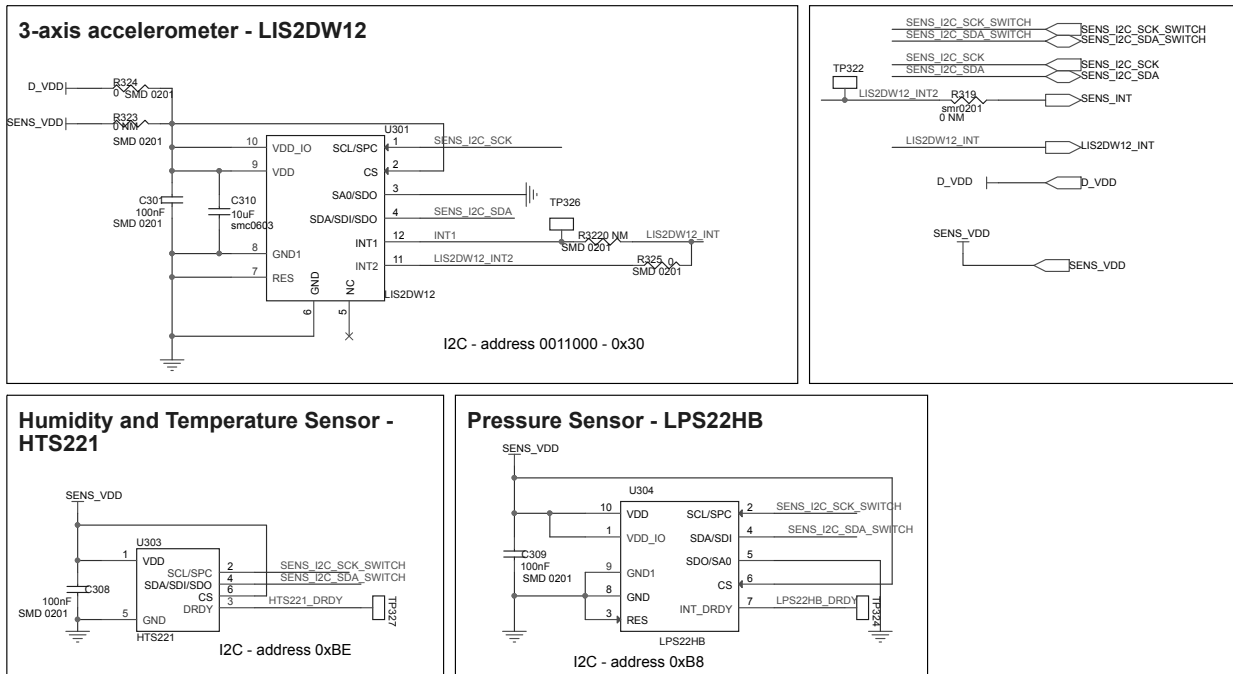 3-axis accelerometer - LIS2DW12
D_VDD
R324
0 SMD 0201
SENS_VDD
R323
0 NM
SMD 0201
U301
10 VDD_IO SCL/SPC 1 SENS_I2C_SCK
9 VDD CS 2
SA0/SDO 3
C301
100nF
SMD 0201
C310
10uF
smc0603
SDA/SDI/SDO 4 SENS_I2C_SDA
TP326
INT1 12 INT1
R322 0 NM
SMD 0201
LIS2DW12_INT
8 GND1
INT2 11 LIS2DW12_INT2
R325 0
SMD 0201
7 RES
GND
NC
LIS2DW12
6
5
I2C - address 0011000 - 0x30
SENS_I2C_SCK_SWITCH SENS_I2C_SCK_SWITCH
SENS_I2C_SDA_SWITCH SENS_I2C_SDA_SWITCH
SENS_I2C_SCK SENS_I2C_SCK
SENS_I2C_SDA SENS_I2C_SDA
TP322
LIS2DW12_INT2
R319
smr0201
0 NM
SENS_INT
LIS2DW12_INT LIS2DW12_INT
D_VDD D_VDD
SENS_VDD
SENS_VDD
Humidity and Temperature Sensor -
HTS221
SENS_VDD
U303
1 VDD
SCL/SPC 2 SENS_I2C_SCK_SWITCH
SDA/SDI/SDO 4 SENS_I2C_SDA_SWITCH
CS 6
DRDY 3 HTS221_DRDY
TP327
C308
100nF
SMD 0201
5 GND
HTS221
I2C - address 0xBE
Pressure Sensor - LPS22HB
SENS_VDD
U304
10 VDD SCL/SPC 2 SENS_I2C_SCK_SWITCH
1 VDD_IO SDA/SDI 4 SENS_I2C_SDA_SWITCH
C309
100nF
SMD 0201
SDO/SA0 5
9 GND1
CS 6
8 GND
INT_DRDY 7 LPS22HB_DRDY
TP324
3 RES
LPS22HB
I2C - address 0xB8